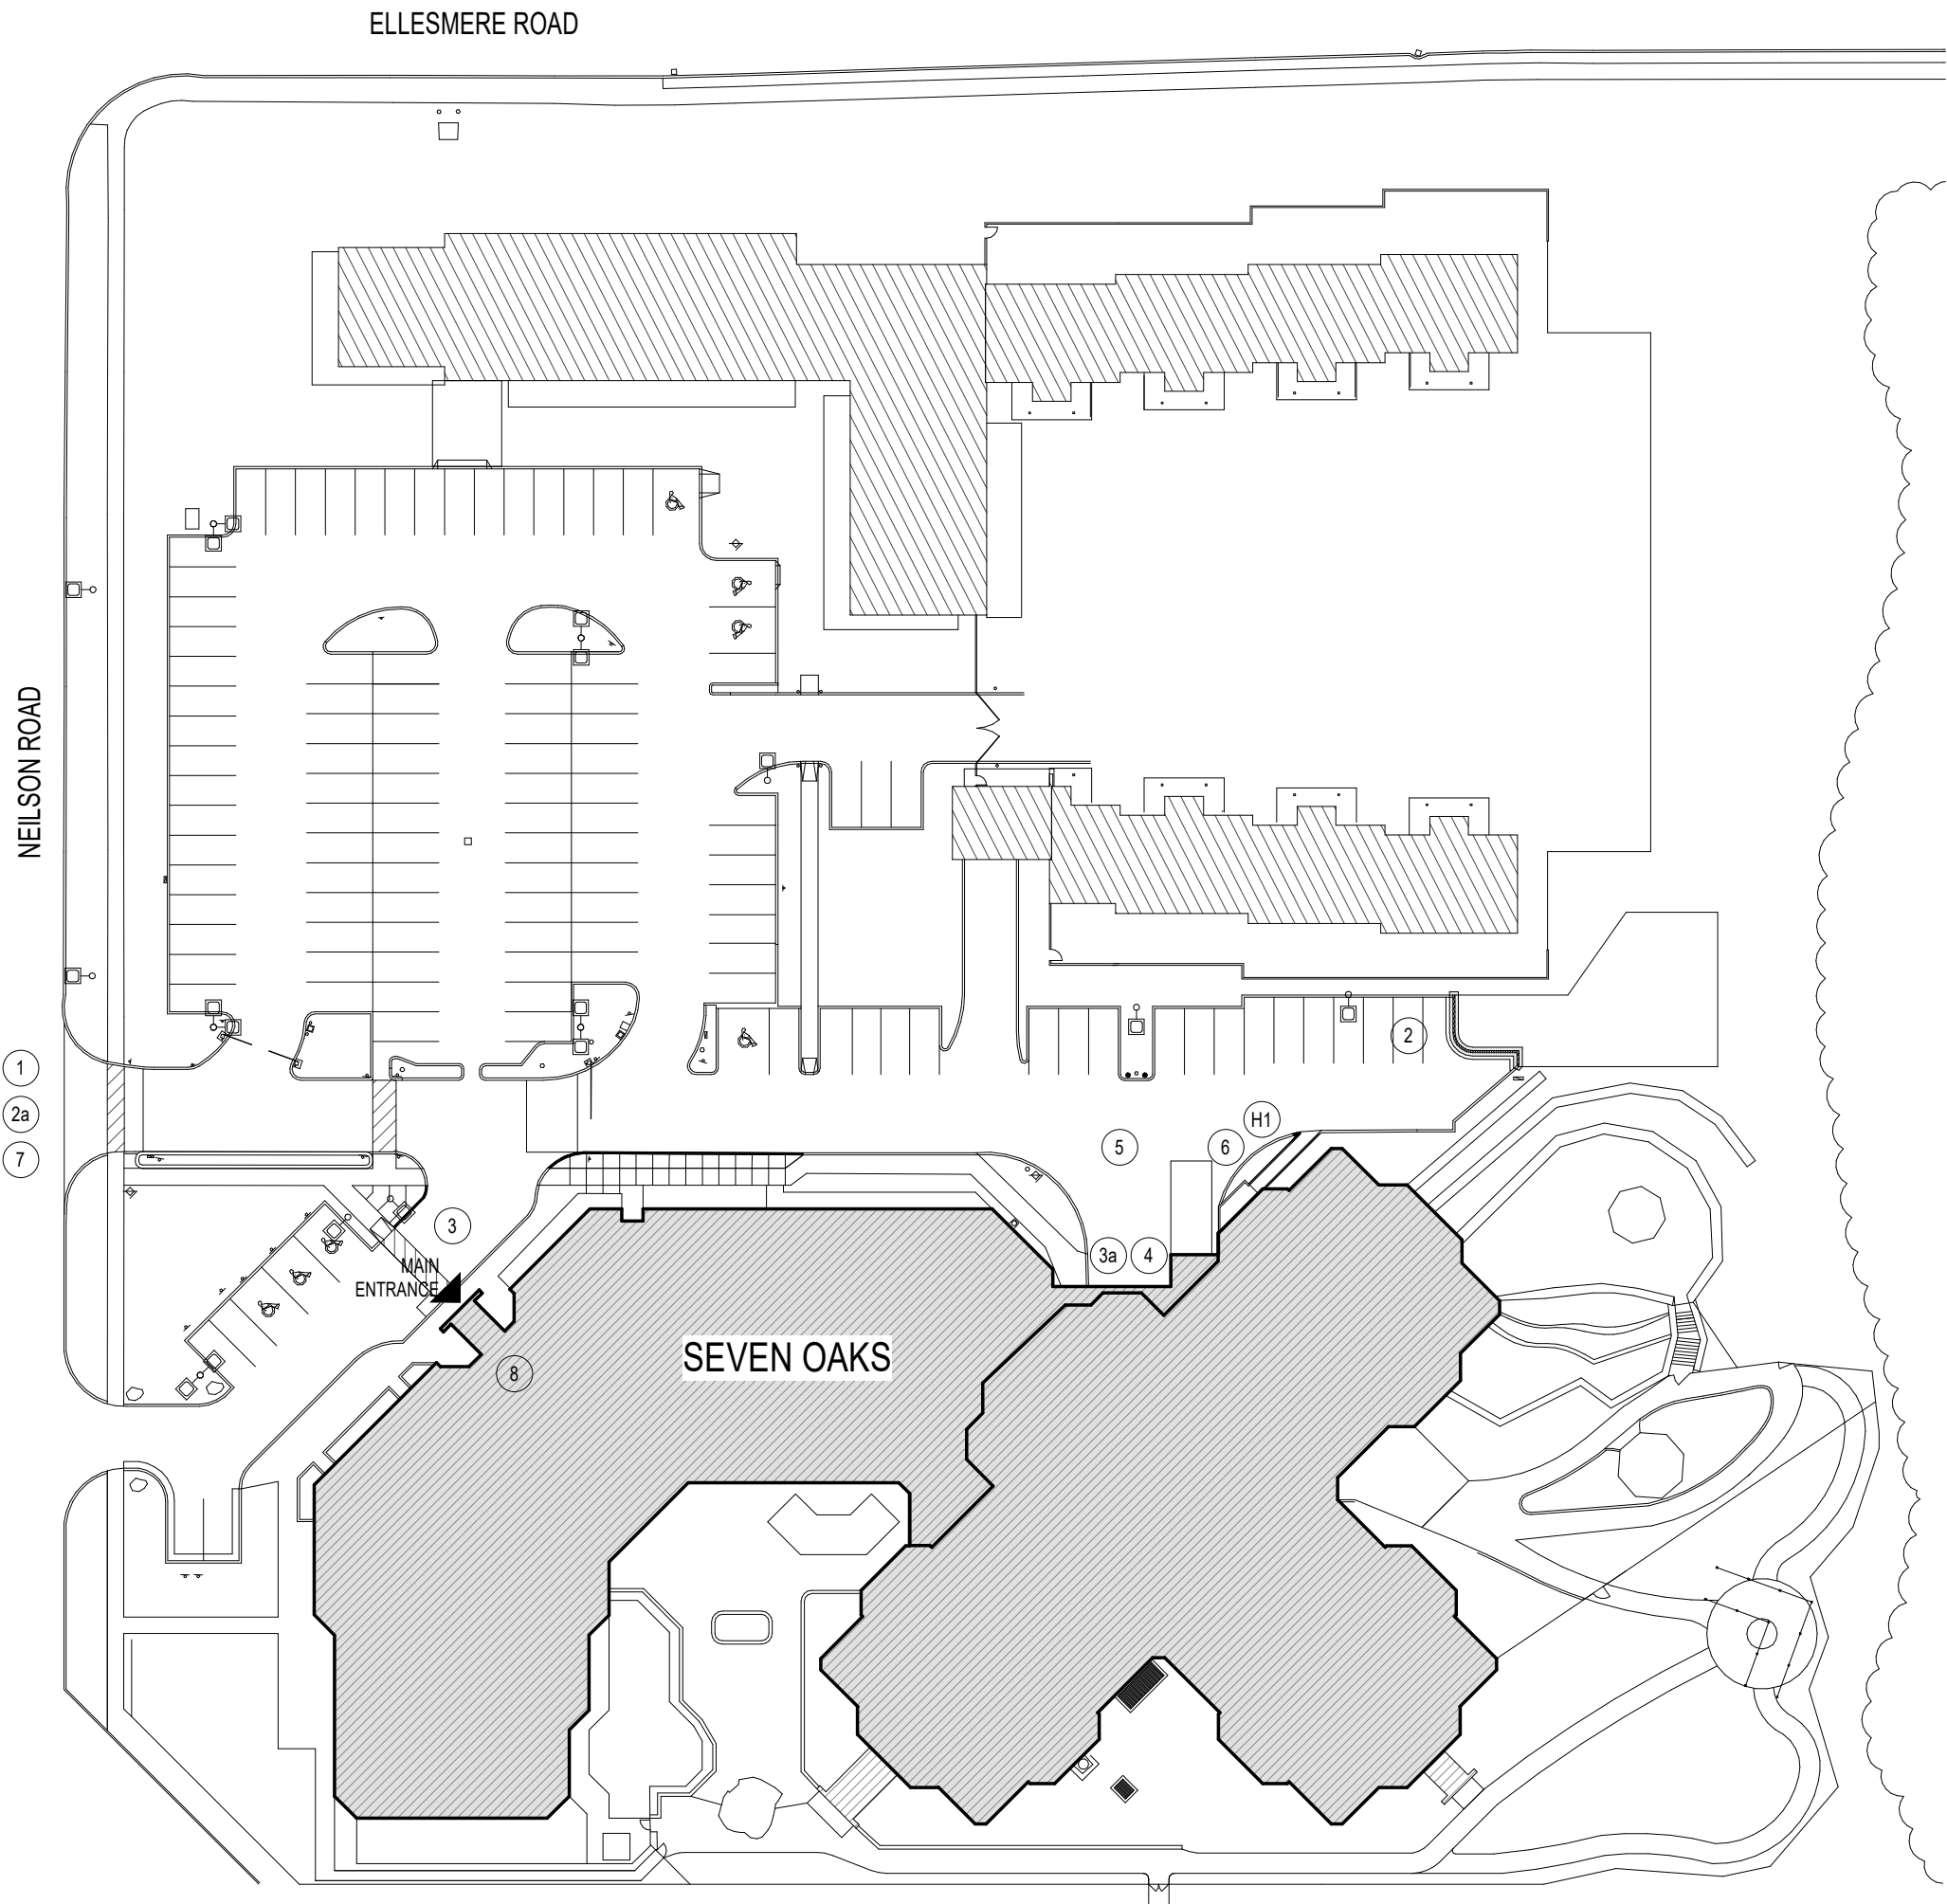 ELLESMERE ROAD
NEILSON ROAD
2
1
2a
7
H1
5
6
3
3a
4
MAIN
ENTRANCE
SEVEN OAKS
8